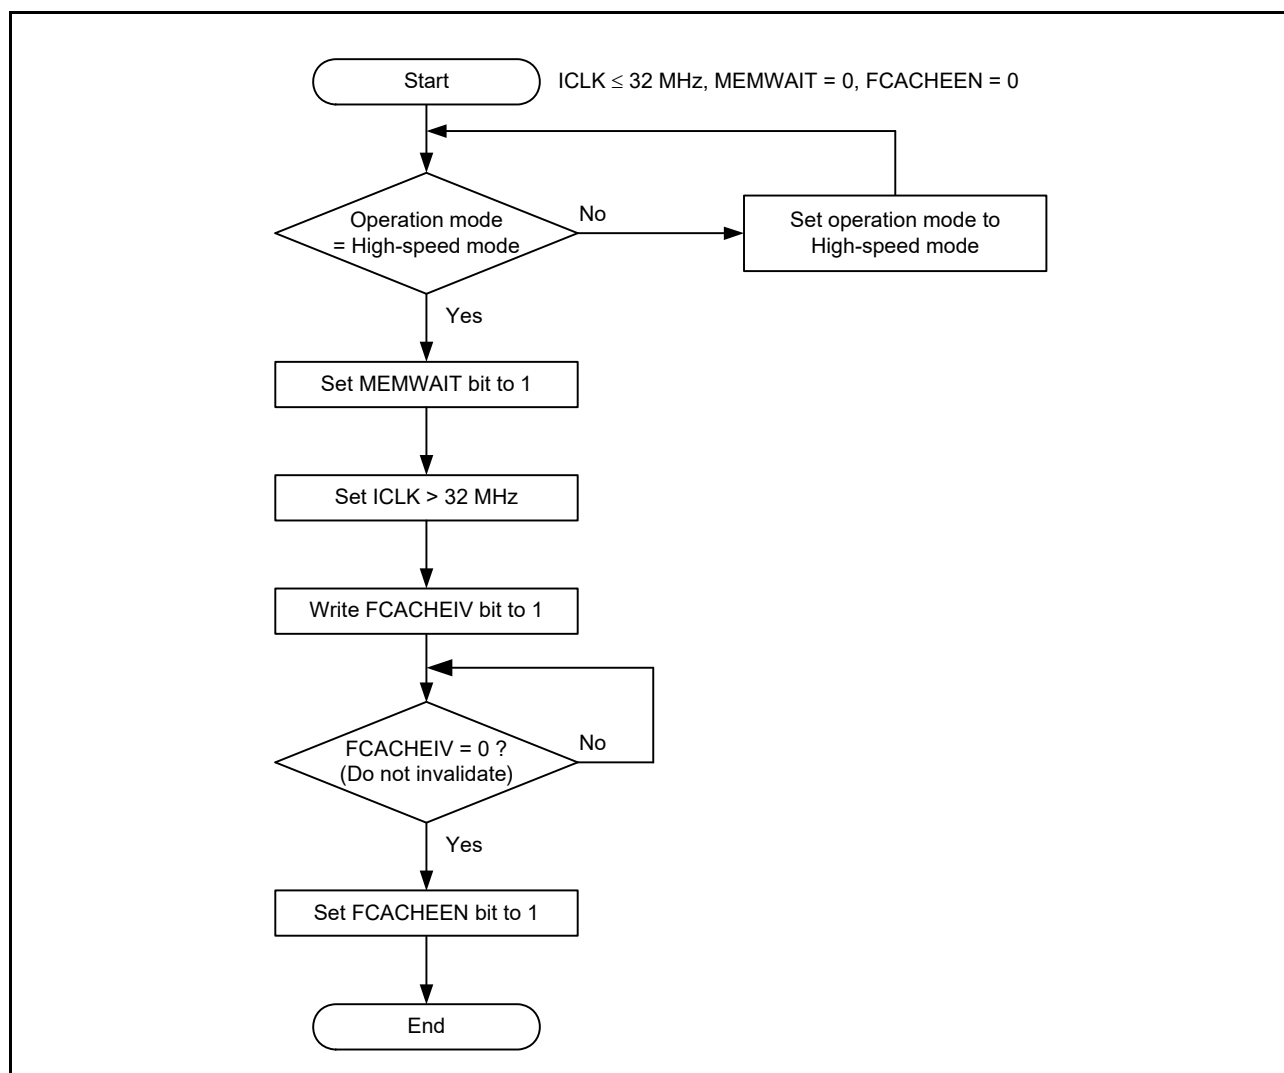 Start
ICLK ≤ 32 MHz, MEMWAIT = 0, FCACHEEN = 0
Operation mode
= High-speed mode
No
Set operation mode to
High-speed mode
Yes
Set MEMWAIT bit to 1
Set ICLK > 32 MHz
Write FCACHEIV bit to 1
FCACHEIV = 0 ?
(Do not invalidate)
No
Yes
Set FCACHEEN bit to 1
End